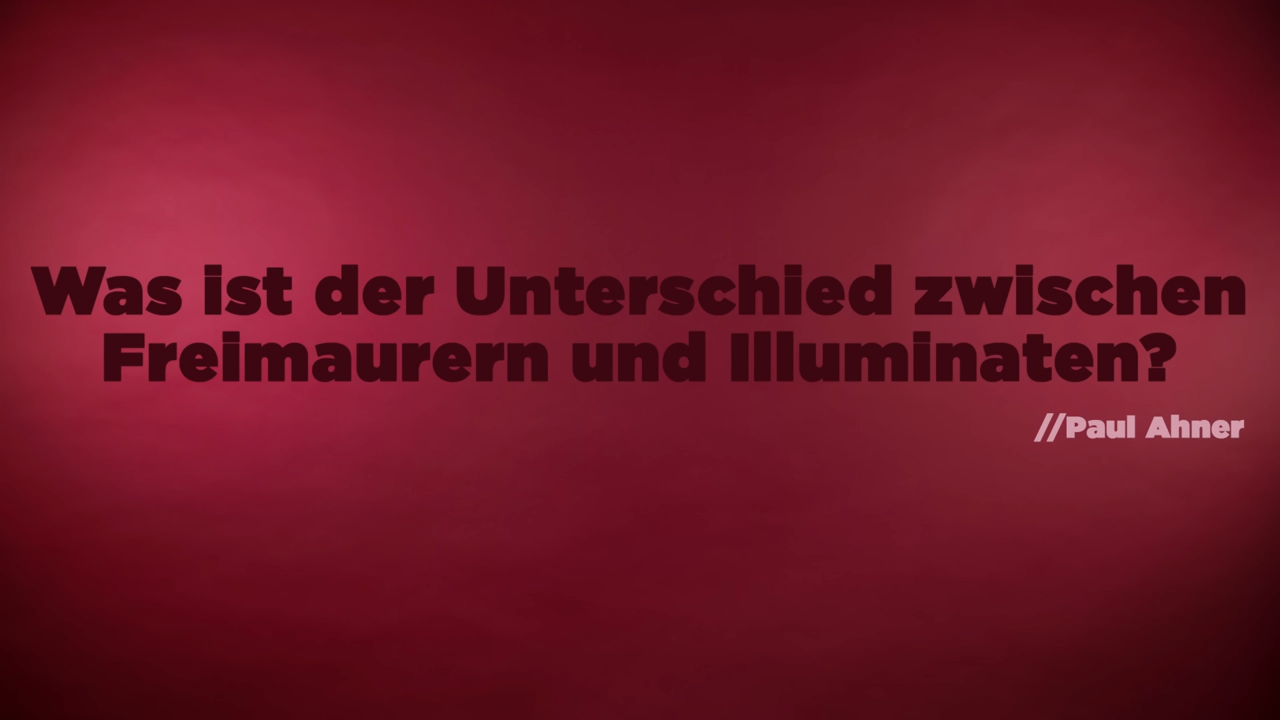 Was ist der Unterschied zwischen
Freimaurern und Illuminaten?
//Paul Ahner